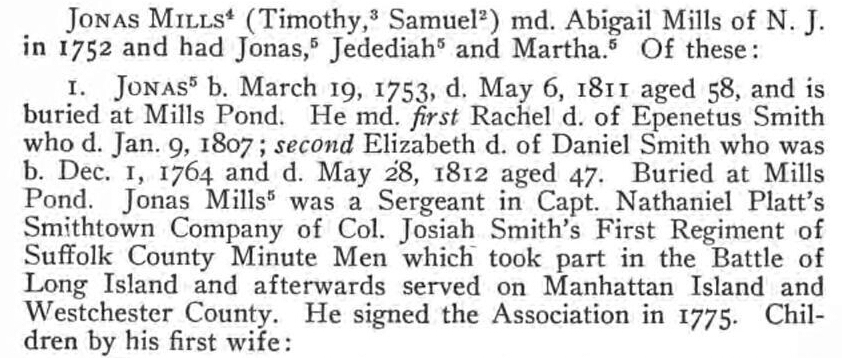 JONAS MILLS⁴ (Timothy,³ Samuel²) md. Abigail Mills of N. J.
in 1752 and had Jonas,⁵ Jedediah⁵ and Martha.⁵ Of these:
1. JONAS⁵ b. March 19, 1753, d. May 6, 1811 aged 58, and is
buried at Mills Pond. He md. first Rachel d. of Epenetus Smith
who d. Jan. 9, 1807; second Elizabeth d. of Daniel Smith who was
b. Dec. 1, 1764 and d. May 28, 1812 aged 47. Buried at Mills
Pond. Jonas Mills⁵ was a Sergeant in Capt. Nathaniel Platt's
Smithtown Company of Col. Josiah Smith's First Regiment of
Suffolk County Minute Men which took part in the Battle of
Long Island and afterwards served on Manhattan Island and
Westchester County. He signed the Association in 1775. Chil-
dren by his first wife: